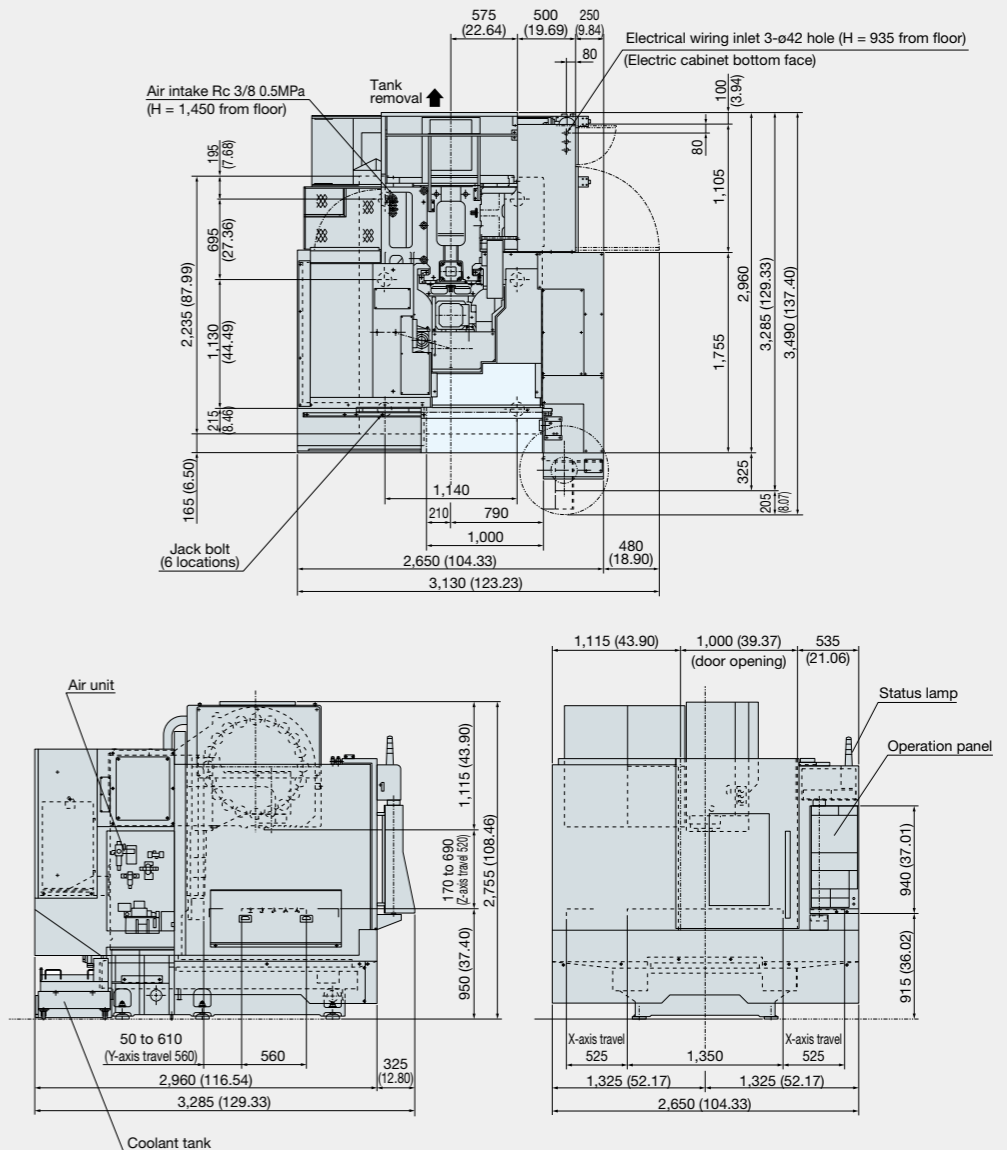 575
(22.64)
500
(19.69)
250
(9.84)
80
Electrical wiring inlet 3-ø42 hole (H = 935 from floor)
(Electric cabinet bottom face)
Air intake Rc 3/8 0.5MPa
(H = 1,450 from floor)
Tank
removal
100
(3.94)
80
195
(7.68)
695
(27.36)
2,235 (87.99)
1,130
(44.49)
215
(8.46)
165 (6.50)
1,105
1,755
2,960
3,285 (129.33)
3,490 (137.40)
325
205
(8.07)
1,140
210
790
1,000
Jack bolt
(6 locations)
2,650 (104.33)
480
(18.90)
3,130 (123.23)
Air unit
1,115 (43.90)
170 to 690
(Z-axis travel 520)
2,755 (108.46)
950 (37.40)
50 to 610
(Y-axis travel 560)
560
325
(12.80)
2,960 (116.54)
3,285 (129.33)
Coolant tank
1,115 (43.90)
1,000 (39.37)
(door opening)
535
(21.06)
Status lamp
Operation panel
940 (37.01)
915 (36.02)
X-axis travel
525
1,350
X-axis travel
525
1,325 (52.17)
1,325 (52.17)
2,650 (104.33)